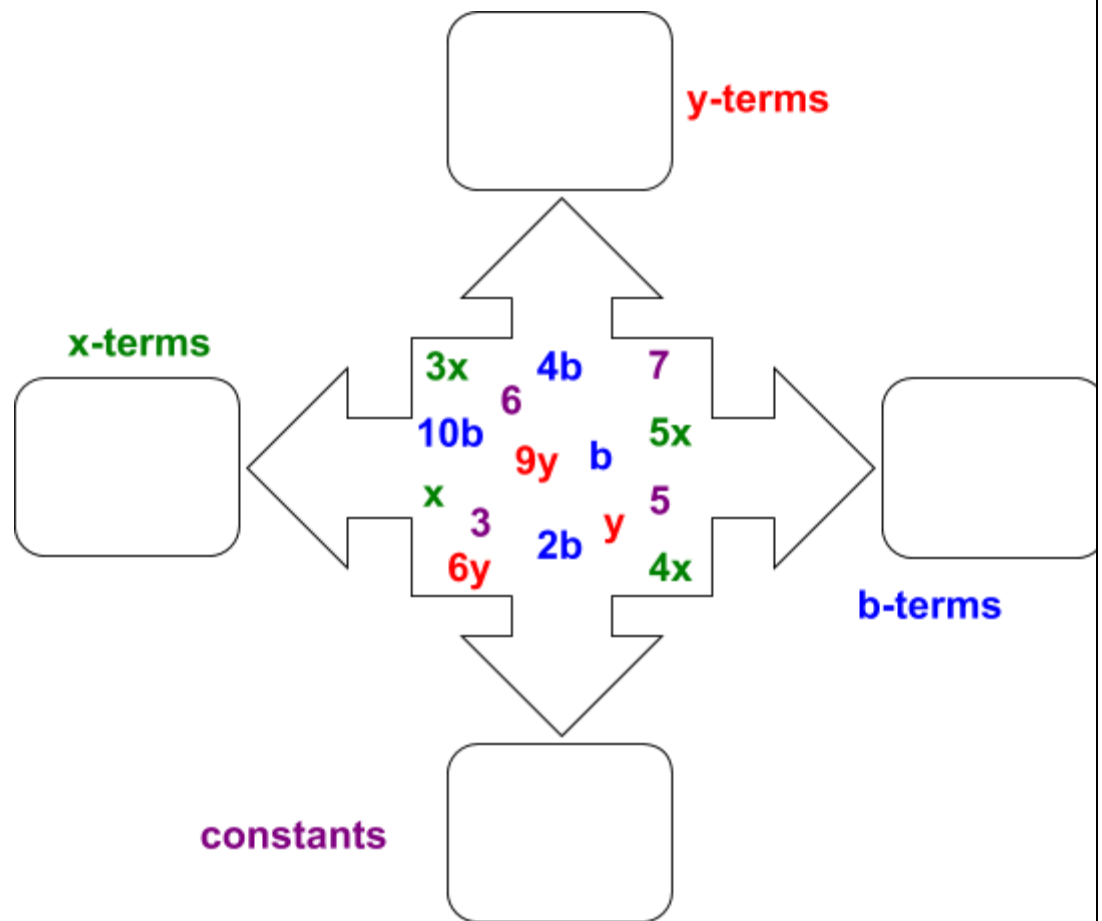 y-terms
x-terms
3x 4b 7
6
10b 5x
9y b
x 5
3 y
2b
6y 4x
b-terms
constants